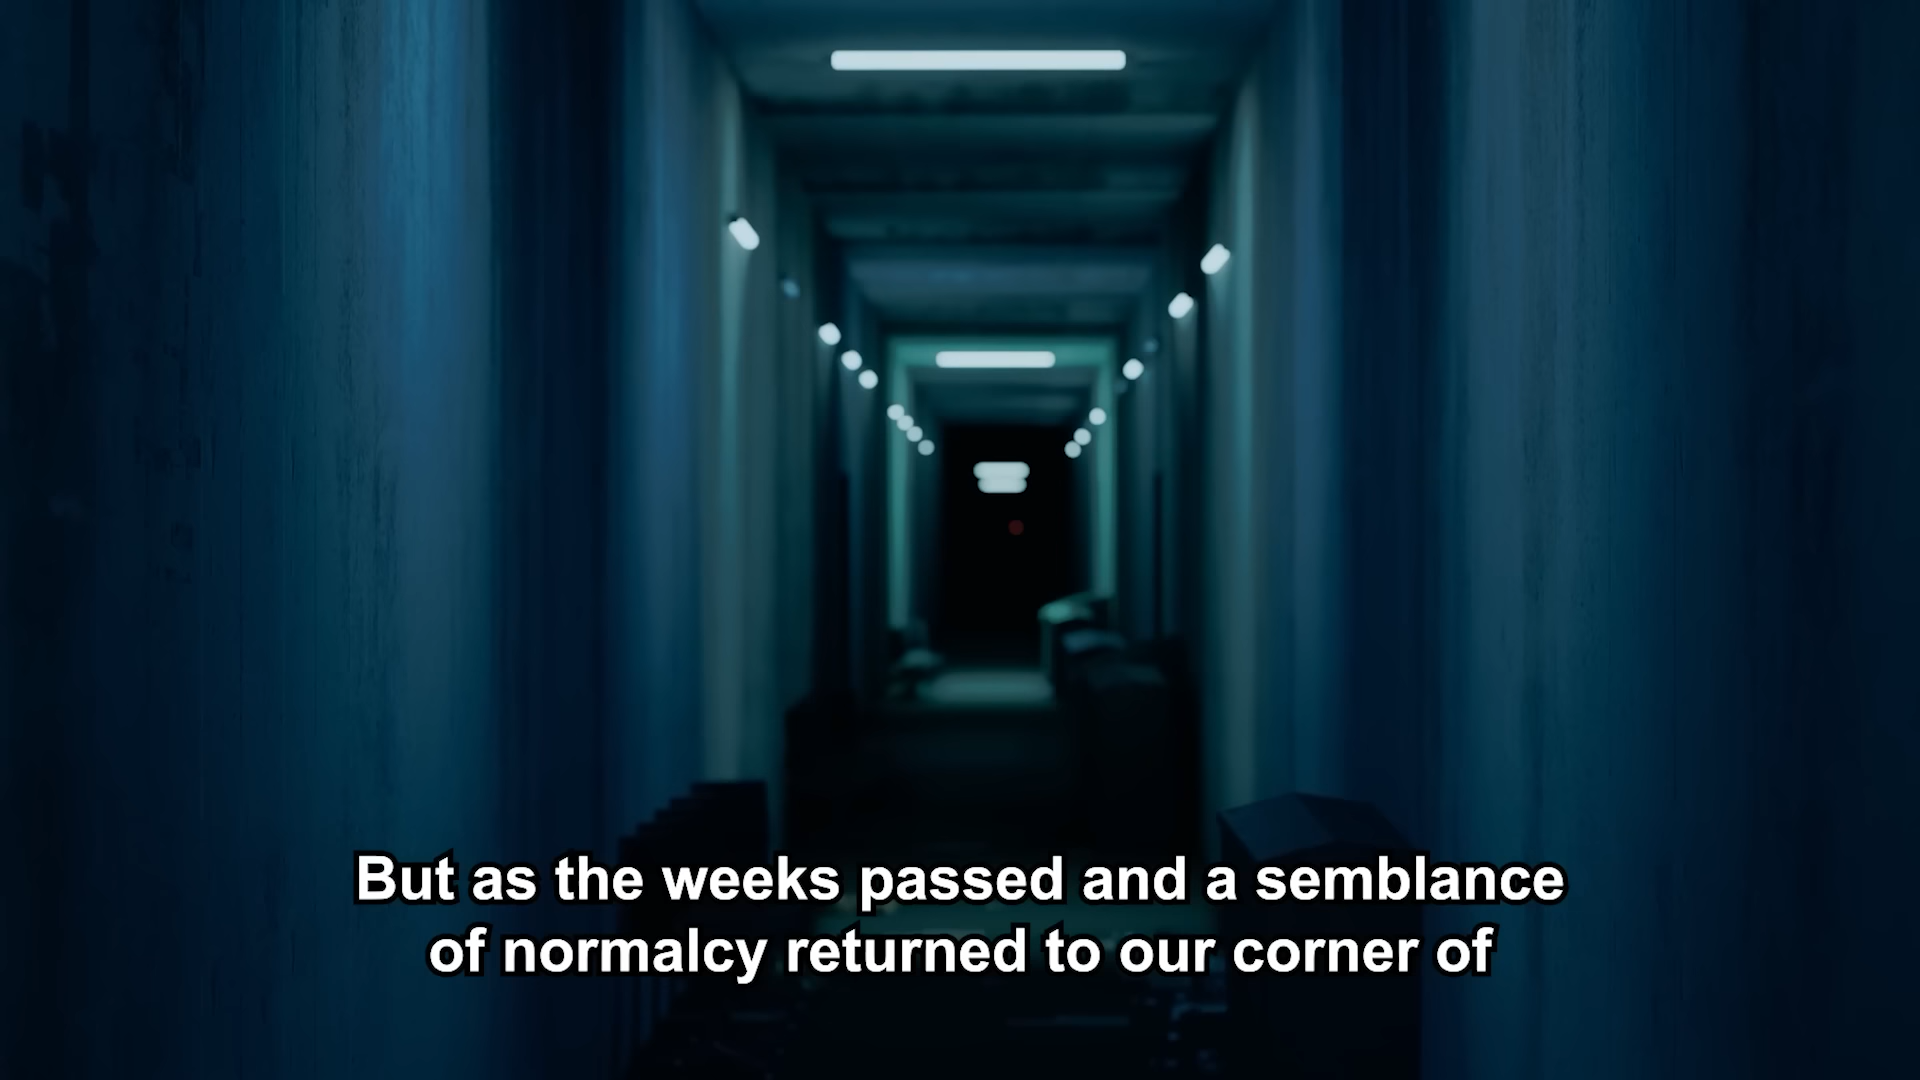 But as the weeks passed and a semblance
of normalcy returned to our corner of